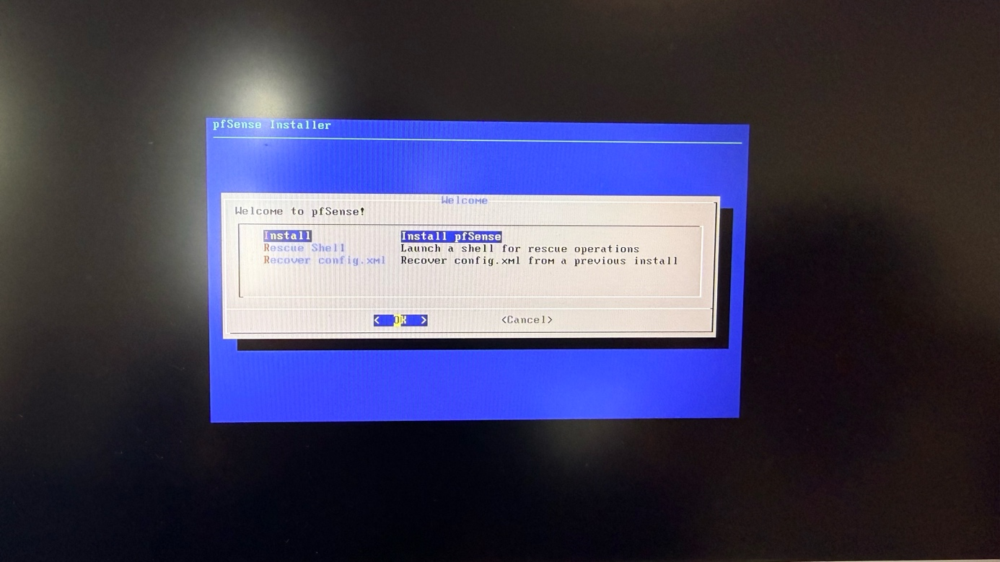 pfSense Installer
Welcome
Welcome to pfSense!
Install Install pfSense
Rescue Shell Launch a shell for rescue operations
Recover config.xml Recover config.xml from a previous install
< OK > <Cancel>